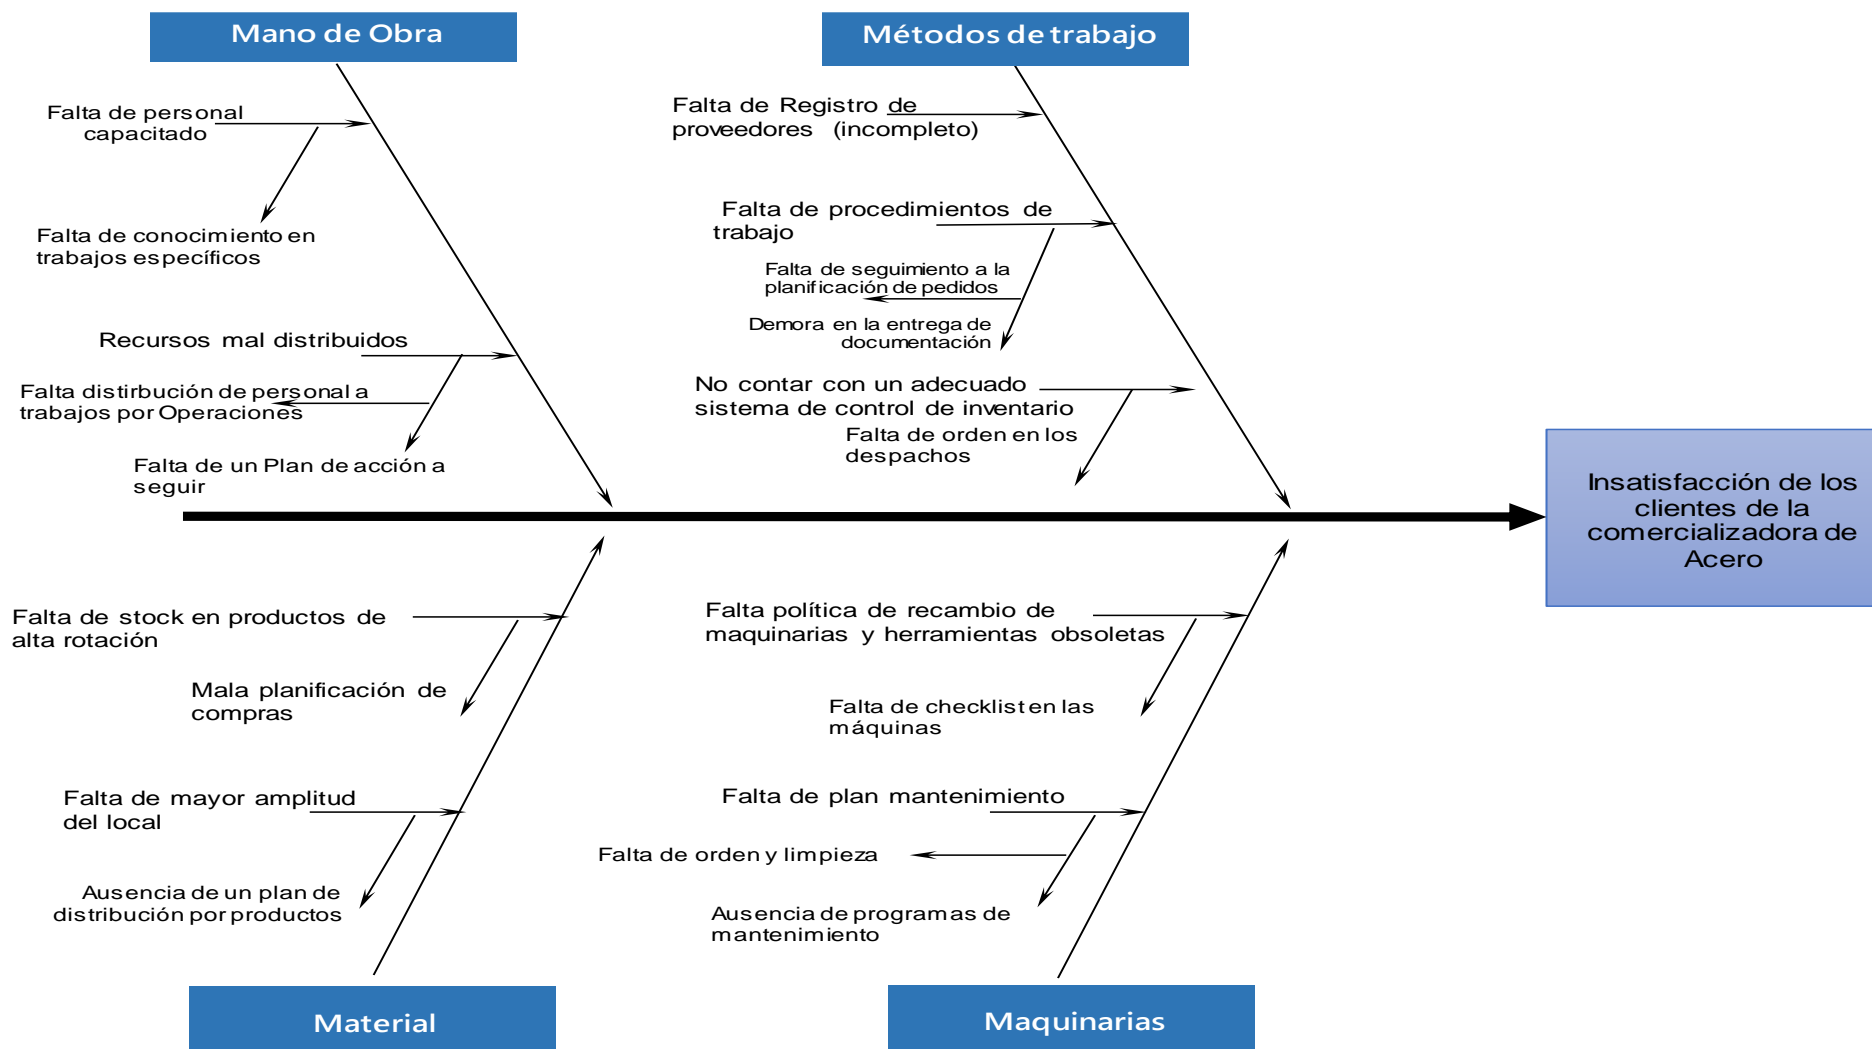 Mano de Obra
Métodos de trabajo
Falta de personal
capacitado
Falta de conocimiento en
trabajos específicos
Recursos mal distribuidos
Falta distirbución de personal a
trabajos por Operaciones
Falta de un Plan de acción a
seguir
Falta de Registro de
proveedores (incompleto)
Falta de procedimientos de
trabajo
Falta de seguimiento a la
planificación de pedidos
Demora en la entrega de
documentación
No contar con un adecuado
sistema de control de inventario
Falta de orden en los
despachos
Insatisfacción de los
clientes de la
comercializadora de
Acero
Falta de stock en productos de
alta rotación
Mala planificación de
compras
Falta de mayor amplitud
del local
Ausencia de un plan de
distribución por productos
Falta política de recambio de
maquinarias y herramientas obsoletas
Falta de checklist en las
máquinas
Falta de plan mantenimiento
Falta de orden y limpieza
Ausencia de programas de
mantenimiento
Material
Maquinarias